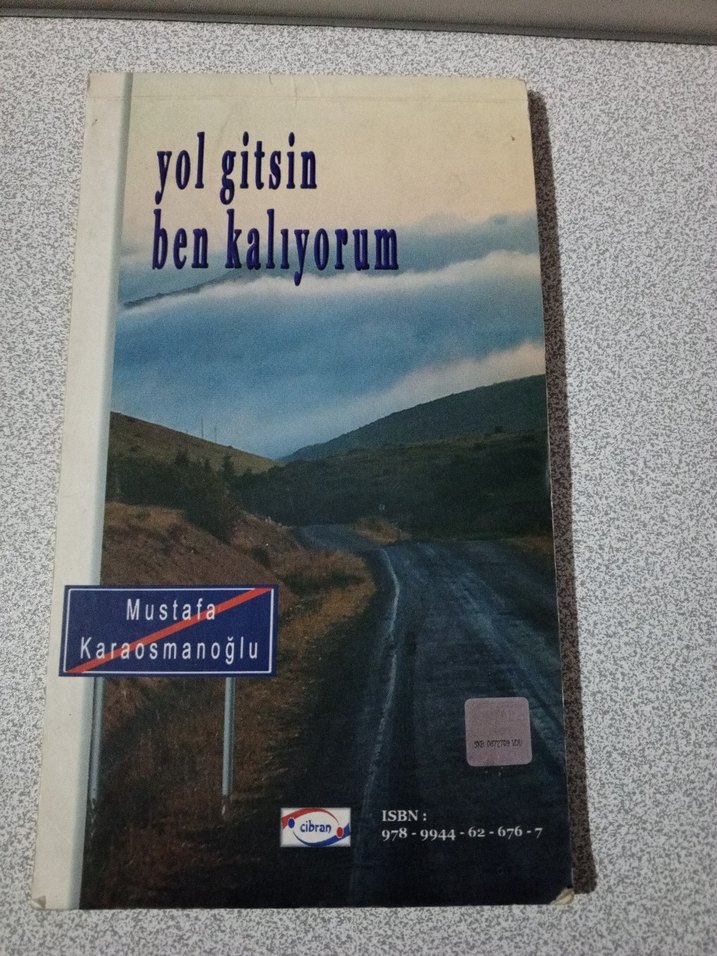 yol gitsin
ben kalıyorum
Mustafa
Karaosmanoğlu
cibran
ISBN :
978 - 9944 - 62 - 676 - 7